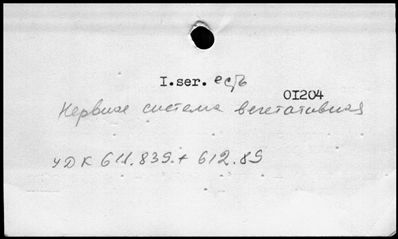 I.ser. есть
01204
Нервная система вегетативная
УДК 611.839.+ 612.89